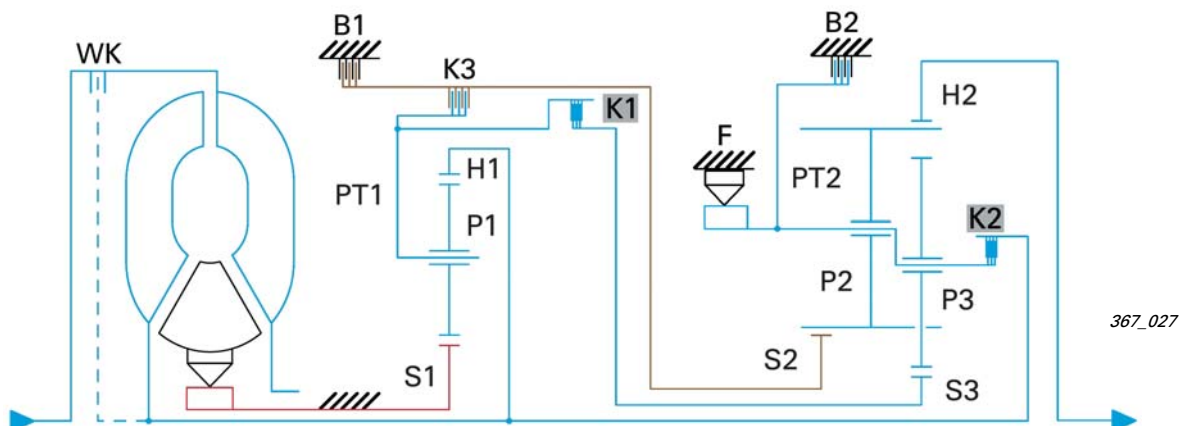 B1
B2
WK
K3
K1
H2
F
H1
PT1
PT2
P1
K2
P2
P3
367_027
S1
S2
S3